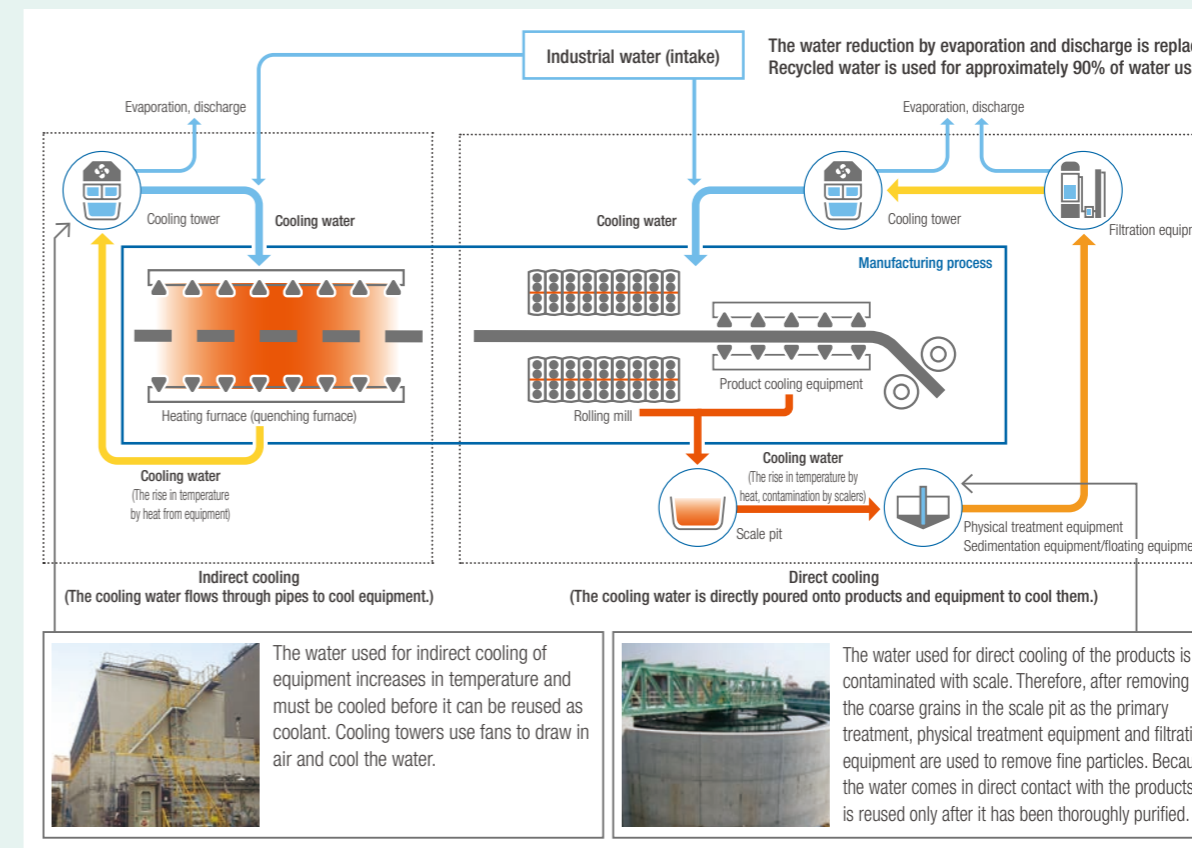 Industrial water (intake)
The water reduction by evaporation and discharge is
Recycled water is used for approximately 90% of water
Evaporation, discharge
Evaporation, discharge
Cooling tower
Cooling water
Cooling water
Cooling tower
Filtration
Manufacturing process
Heating furnace (quenching furnace)
Rolling mill
Product cooling equipment
Cooling water
(The rise in temperature
by heat from equipment)
Cooling water
(The rise in temperature by
heat, contamination by scalers)
Scale pit
Physical treatment equipment
Sedimentation equipment/floating
Indirect cooling
(The cooling water flows through pipes to cool equipment.)
Direct cooling
(The cooling water is directly poured onto products and equipment to cool them.)
The water used for indirect cooling of
equipment increases in temperature and
must be cooled before it can be reused as
coolant. Cooling towers use fans to draw in
air and cool the water.
The water used for direct cooling of the products is
contaminated with scale. Therefore, after removing
the coarse grains in the scale pit as the primary
treatment, physical treatment equipment and
equipment are used to remove fine particles.
the water comes in direct contact with the products
is reused only after it has been thoroughly purified.